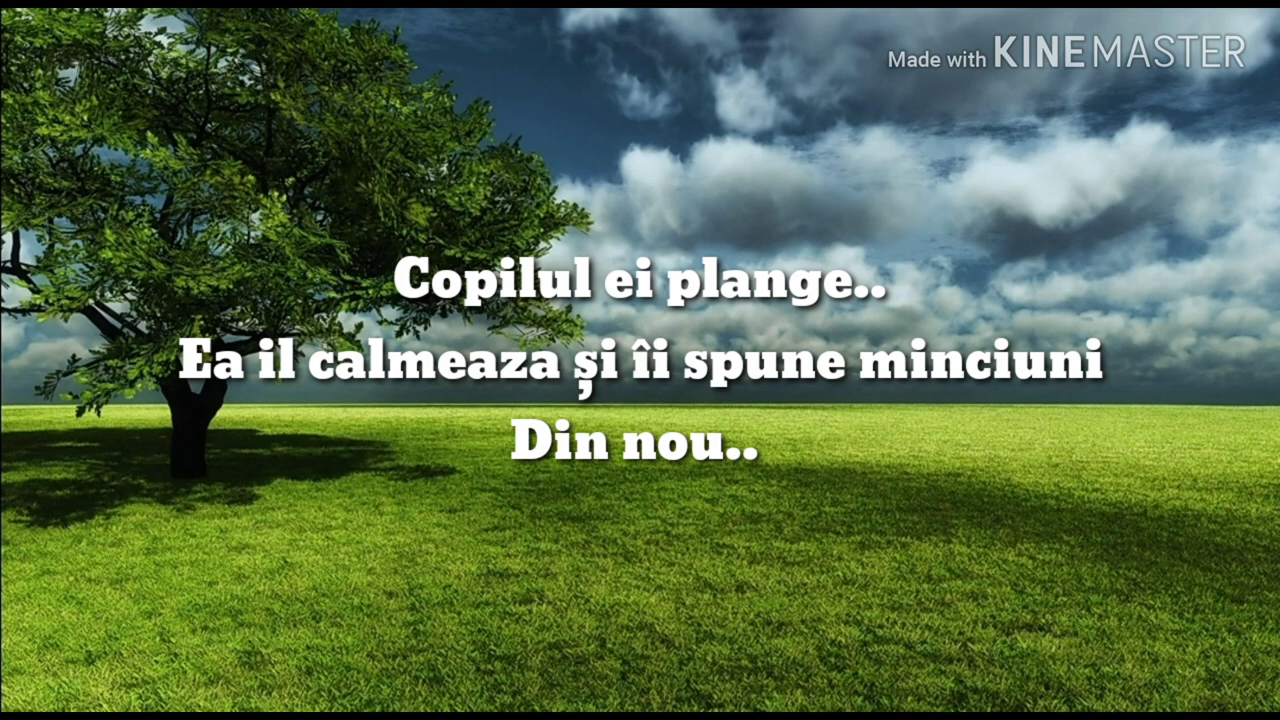 Made with KINEMASTER
Copilul ei plange..
Ea il calmeaza și îi spune minciuni
Din nou..